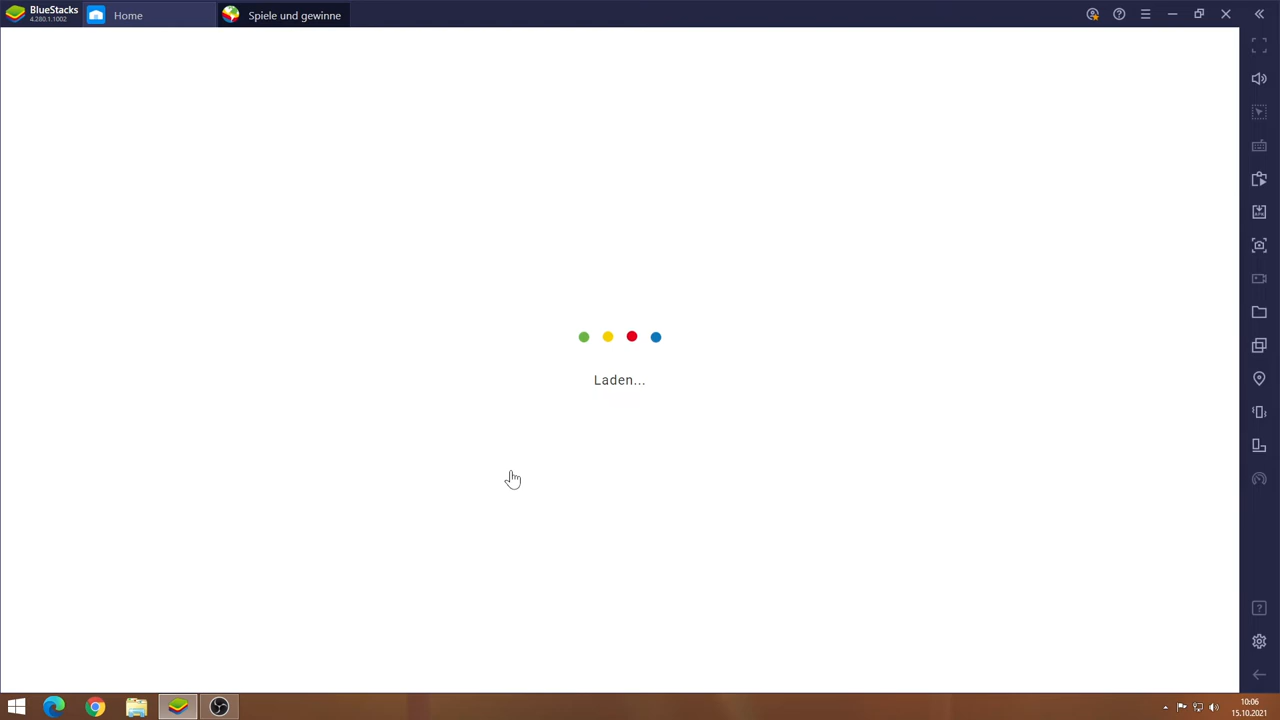 BlueStacks
4.280.1.1002
Home
Spiele und gewinne
Laden...
10:06
15.10.2021